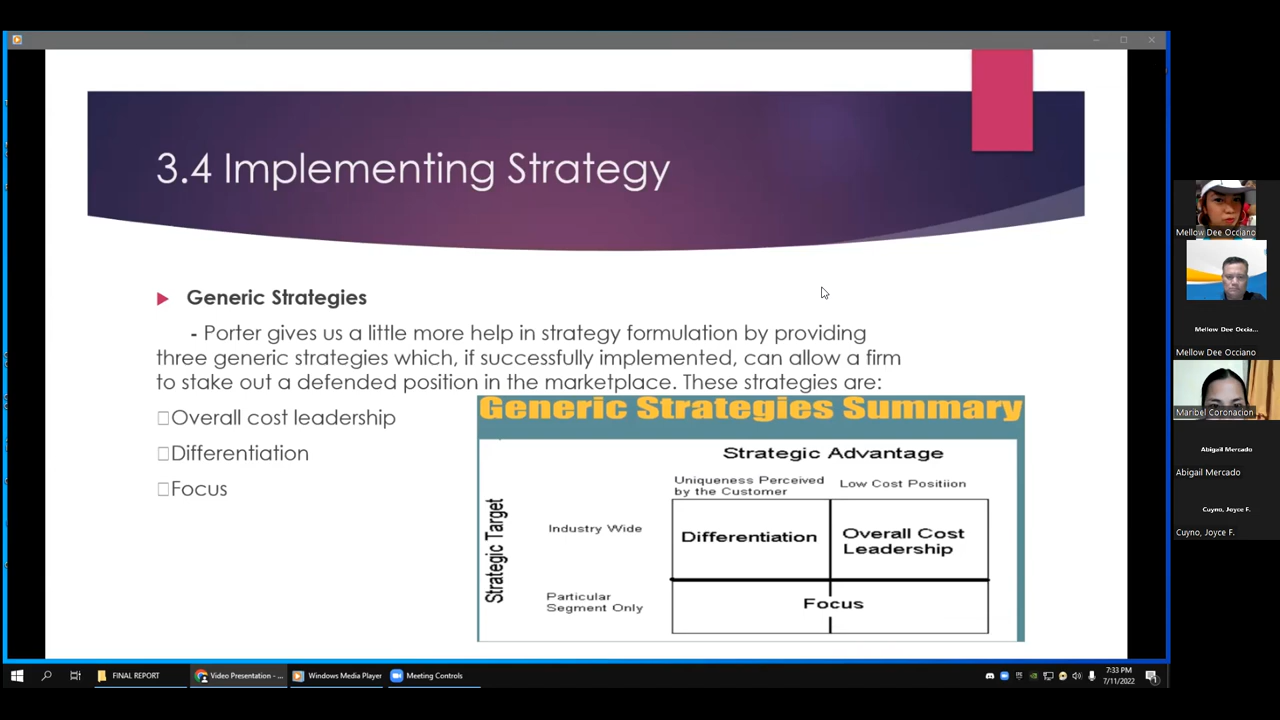 3.4 Implementing Strategy
Generic Strategies
- Porter gives us a little more help in strategy formulation by providing
three generic strategies which, if successfully implemented, can allow a firm
to stake out a defended position in the marketplace. These strategies are:
Overall cost leadership
Differentiation
Focus
Generic Strategies Summary
Strategic Advantage
Uniqueness Perceived
by the Customer
Low Cost Positiion
Strategic Target
Industry Wide
Differentiation
Overall Cost
Leadership
Particular
Segment Only
Focus
Mellow Dee Occiano
Mellow Dee Occia...
Mellow Dee Occiano
Maribel Coronacion
Abigail Mercado
Abigail Mercado
Cuyno, Joyce F.
Cuyno, Joyce F.
FINAL REPORT
Video Presentation - ...
Windows Media Player
Meeting Controls
7:33 PM
7/11/2022